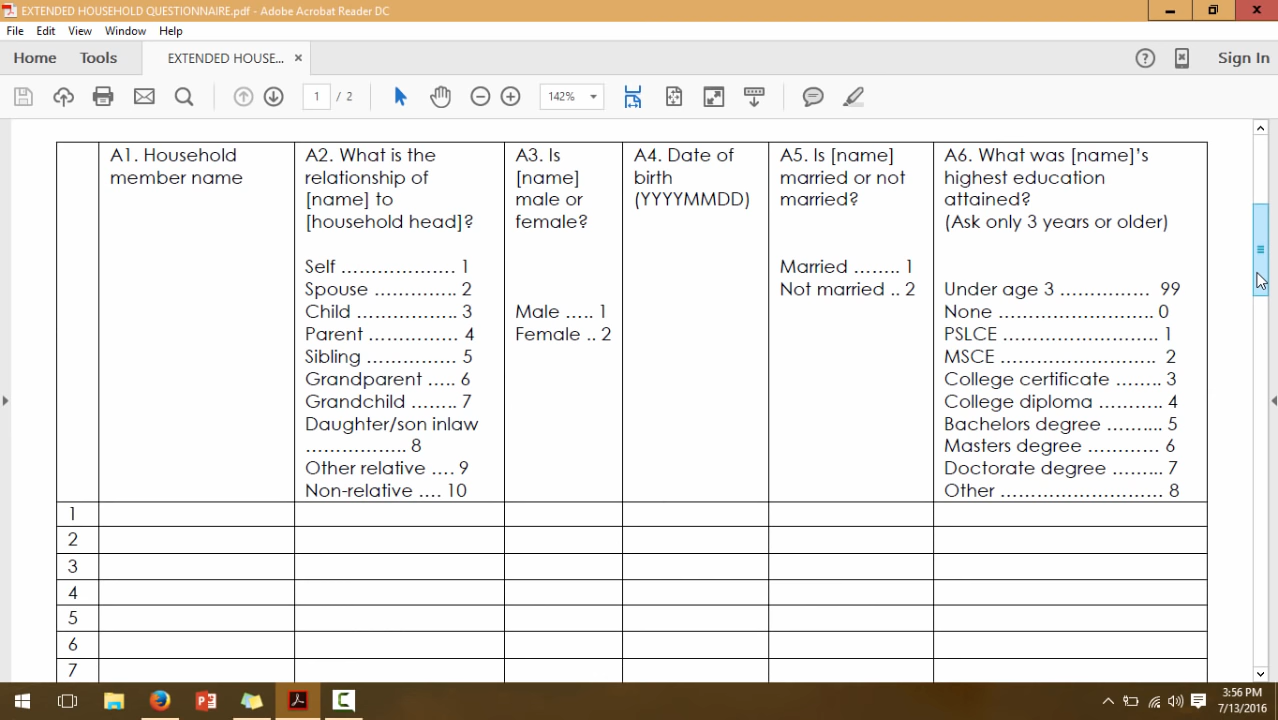 EXTENDED HOUSEHOLD QUESTIONNAIRE.pdf - Adobe Acrobat Reader DC
File Edit View Window Help
Home Tools EXTENDED HOUSE... × Sign In
1 / 2 142%
A1. Household
member name
A2. What is the
relationship of
[name] to
[household head]?
Self ................... 1
Spouse .............. 2
Child ................. 3
Parent ............... 4
Sibling ............... 5
Grandparent ..... 6
Grandchild ........ 7
Daughter/son inlaw
................. 8
Other relative .... 9
Non-relative .... 10
A3. Is
[name]
male or
female?
Male ..... 1
Female .. 2
A4. Date of
birth
(YYYYMMDD)
A5. Is [name]
married or not
married?
Married ........ 1
Not married .. 2
A6. What was [name]’s
highest education
attained?
(Ask only 3 years or older)
Under age 3 ............... 99
None ........................... 0
PSLCE .......................... 1
MSCE ........................... 2
College certificate ........ 3
College diploma ........... 4
Bachelors degree ......... 5
Masters degree ............ 6
Doctorate degree ........ 7
Other ........................... 8
1
2
3
4
5
6
7
3:56 PM
7/13/2016